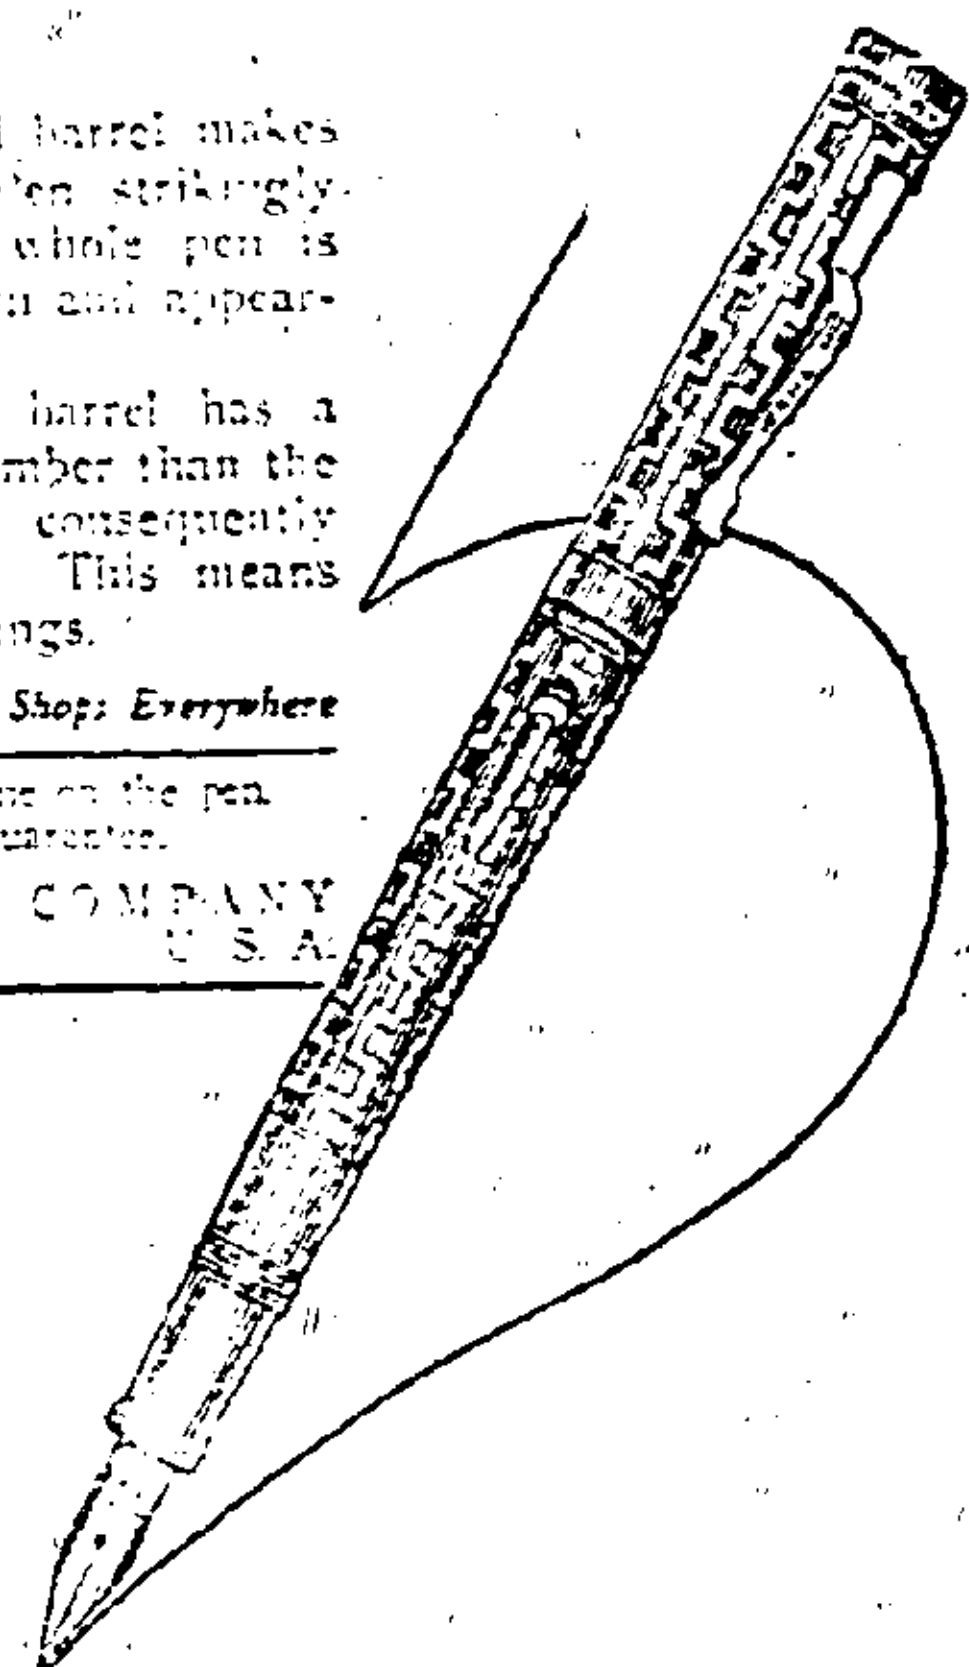 barrel makes
Pen strikingly
whole pen is
and appear-
barrel has a
mber than the
consequently
This means
ngs.
Shops Everywhere
on the pen.
uarantee.
COMPANY
U. S. A.